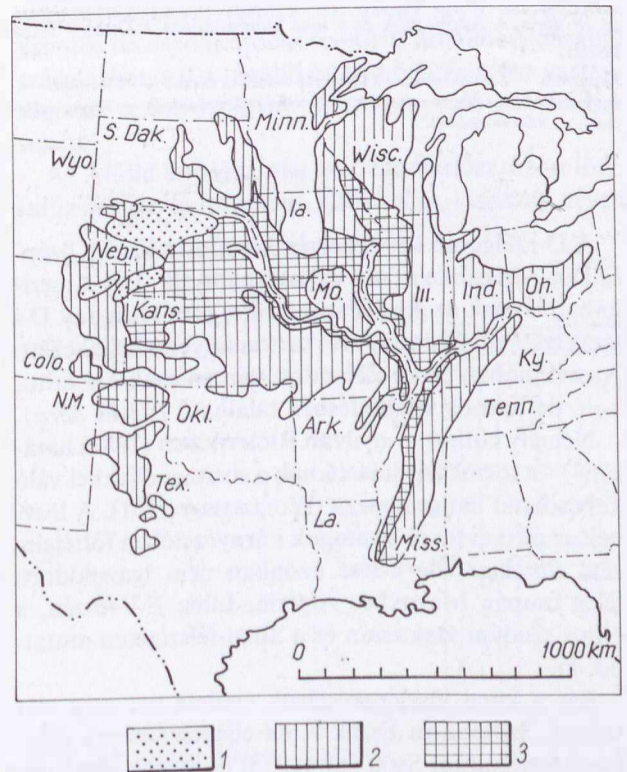 S. Dak.
Minn.
Wyo.
Wisc.
Ia.
Nebr.
Mo.
Ill.
Ind.
Oh.
Kans.
Colo.
Ky.
N.M.
Okl.
Ark.
Tenn.
Tex.
La.
Miss.
0 1000 km
1 2 3